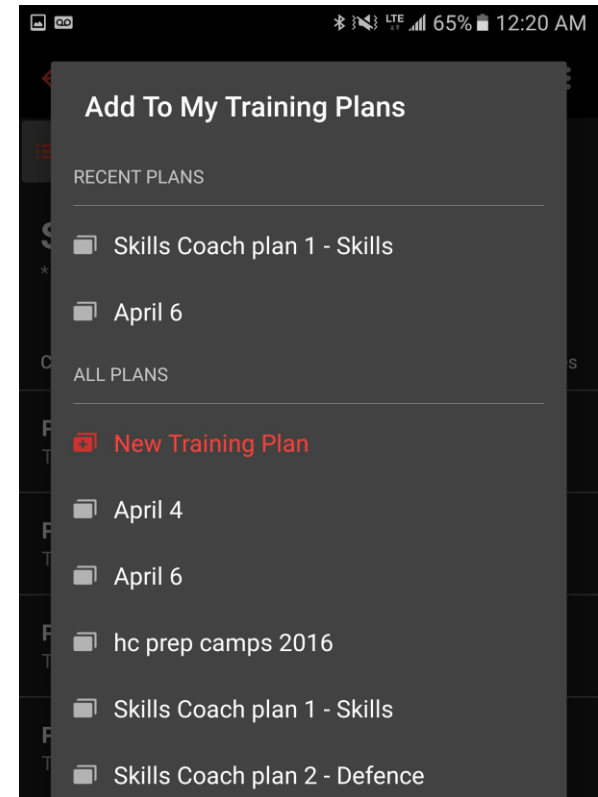 LTE 65% 12:20 AM
Add To My Training Plans
RECENT PLANS
Skills Coach plan 1 - Skills
April 6
ALL PLANS
New Training Plan
April 4
April 6
hc prep camps 2016
Skills Coach plan 1 - Skills
Skills Coach plan 2 - Defence